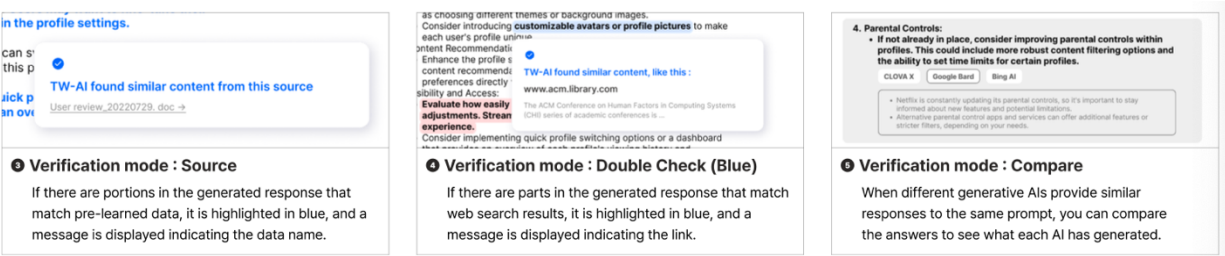 in the profile settings.
can
this p
TW-AI found similar content from this source
User review_20220729. doc →
uick p
an ove
❸ Verification mode : Source
If there are portions in the generated response that
match pre-learned data, it is highlighted in blue, and a
message is displayed indicating the data name.
as choosing different themes or background images.
Consider introducing customizable avatars or profile pictures to make
each user's profile unique
ontent Recommendati
Enhance the profile s
content recommenda
preferences directly
sibility and Access:
Evaluate how easily
adjustments. Stream
experience.
TW-AI found similar content, like this :
www.acm.library.com
The ACM Conference on Human Factors in Computing Systems
(CHI) series of academic conferences is ...
Consider implementing quick profile switching options or a dashboard
that provides an overview of each profile's viewing history and
❹ Verification mode : Double Check (Blue)
If there are parts in the generated response that match
web search results, it is highlighted in blue, and a
message is displayed indicating the link.
4. Parental Controls:
• If not already in place, consider improving parental controls within
profiles. This could include more robust content filtering options and
the ability to set time limits for certain profiles.
CLOVA X Google Bard Bing AI
• Netflix is constantly updating its parental controls, so it's important to stay
informed about new features and potential limitations.
• Alternative parental control apps and services can offer additional features or
stricter filters, depending on your needs.
❺ Verification mode : Compare
When different generative AIs provide similar
responses to the same prompt, you can compare
the answers to see what each AI has generated.